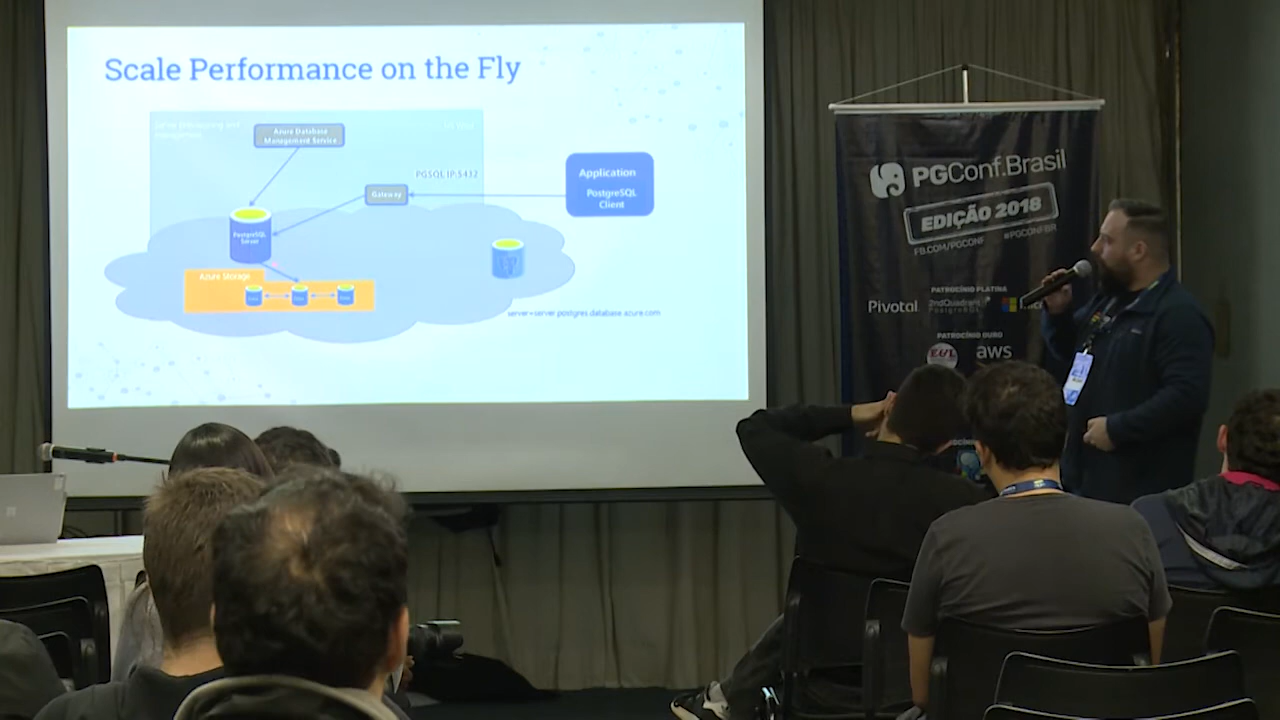 Scale Performance on the Fly
Azure Database
Management Service
PGSQL IP:5432
Gateway
Application
PostgreSQL
Client
PostgreSQL
Server
Azure Storage
server=server.postgres.database.azure.com
PGConf.Brasil
EDIÇÃO 2018
FB.COM/PGCONF #PGCONFBR
PATROCÍNIO PLATINA
Pivotal 2ndQuadrant
PostgreSQL
PATROCÍNIO OURO
aws